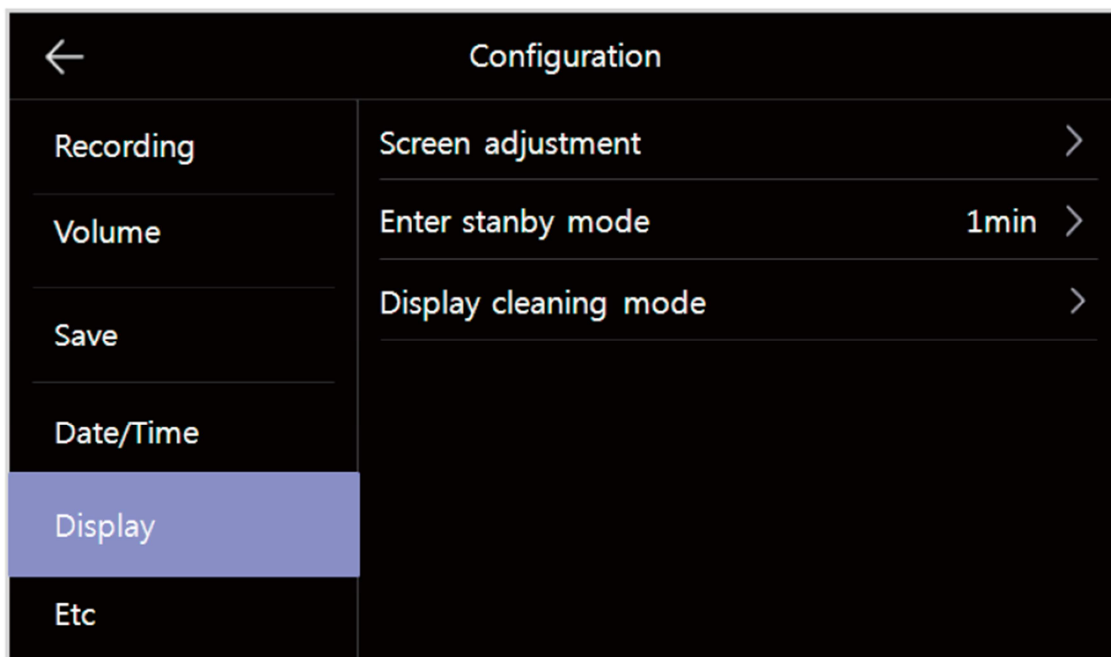 Configuration
Recording
Volume
Save
Date/Time
Display
Etc
Screen adjustment
Enter stanby mode 1min
Display cleaning mode